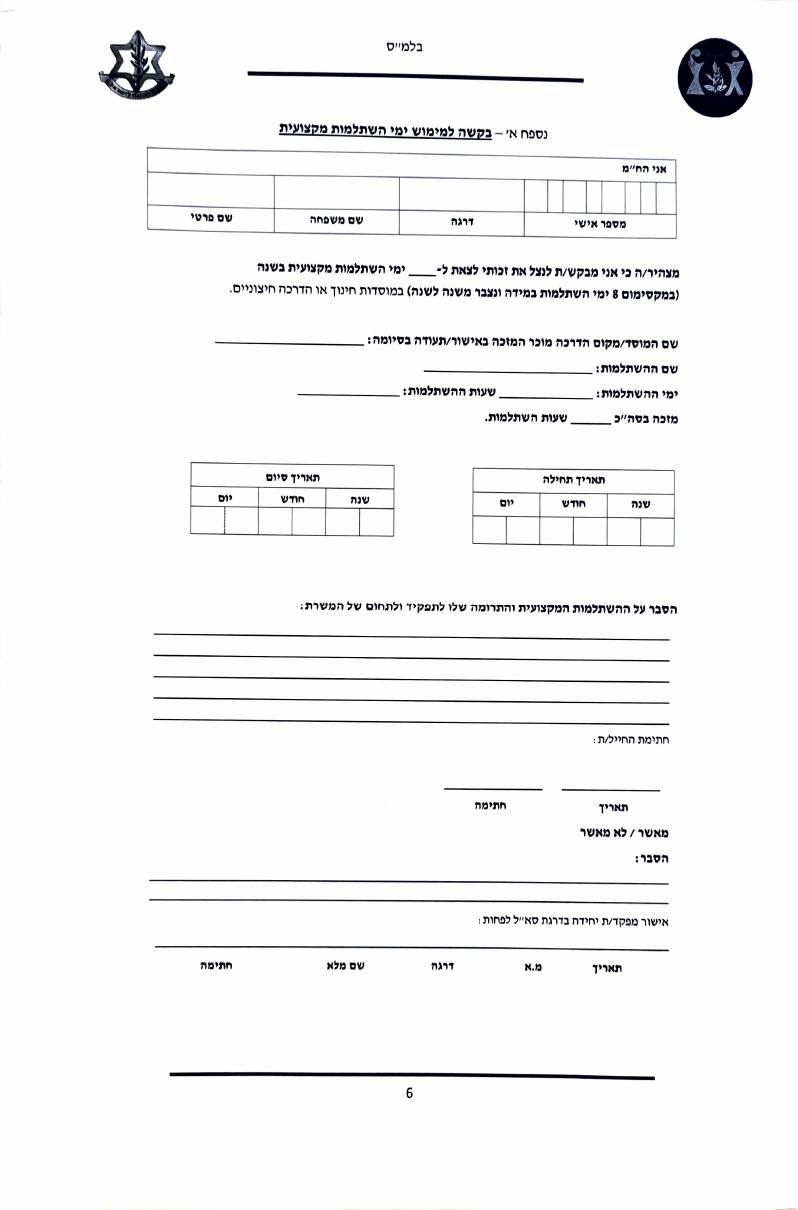 בלמ״ס
נספח א׳ – בקשה למימוש ימי השתלמות מקצועית
אני הח״מ
מספר אישי דרגה שם משפחה שם פרטי
מצהיר/ה כי אני מבקש/ת לנצל את זכותי לצאת ל-____ ימי השתלמות מקצועית בשנה
(במקסימום 8 ימי השתלמות במידה ונצבר משנה לשנה) במוסדות חינוך או הדרכה חיצוניים.
שם המוסד/מקום הדרכה מוכר המזכה באישור/תעודה בסיומה: ____________
שם ההשתלמות: ____________
ימי ההשתלמות: ____________ שעות ההשתלמות: ____________
מזכה בסה״כ ______ שעות השתלמות.
תאריך תחילה
שנה חודש יום
תאריך סיום
שנה חודש יום
הסבר על ההשתלמות המקצועית והתרומה שלו לתפקיד ולתחום של המשרת:
חתימת החייל/ת:
תאריך חתימה
מאשר / לא מאשר
הסבר:
אישור מפקד/ת יחידה בדרגת סא״ל לפחות:
תאריך מ.א דרגה שם מלא חתימה
6